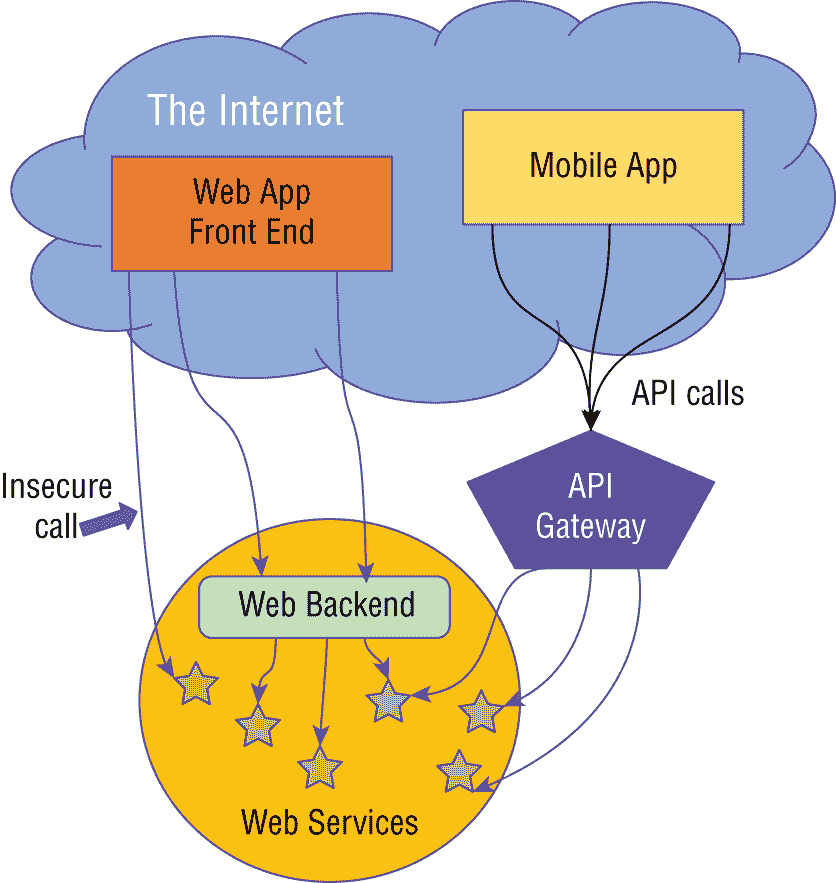 The Internet
Mobile App
Web App
Front End
API calls
Insecure
call
API
Gateway
Web Backend
Web Services